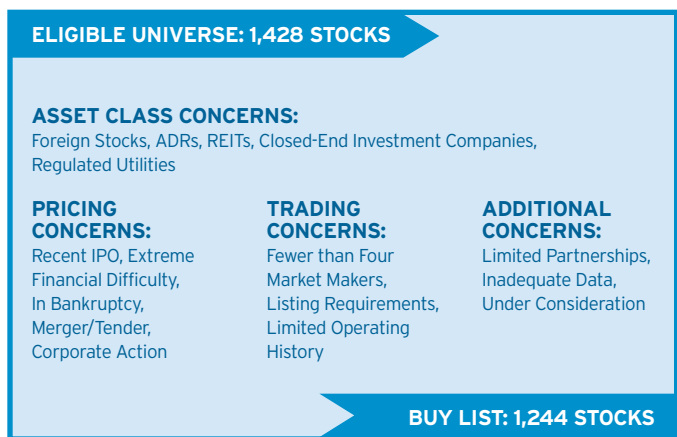 ELIGIBLE UNIVERSE: 1,428 STOCKS
ASSET CLASS CONCERNS:
Foreign Stocks, ADRs, REITs, Closed-End Investment Companies,
Regulated Utilities
PRICING
CONCERNS:
Recent IPO, Extreme
Financial Difficulty,
In Bankruptcy,
Merger/Tender,
Corporate Action
TRADING
CONCERNS:
Fewer than Four
Market Makers,
Listing Requirements,
Limited Operating
History
ADDITIONAL
CONCERNS:
Limited Partnerships,
Inadequate Data,
Under Consideration
BUY LIST: 1,244 STOCKS